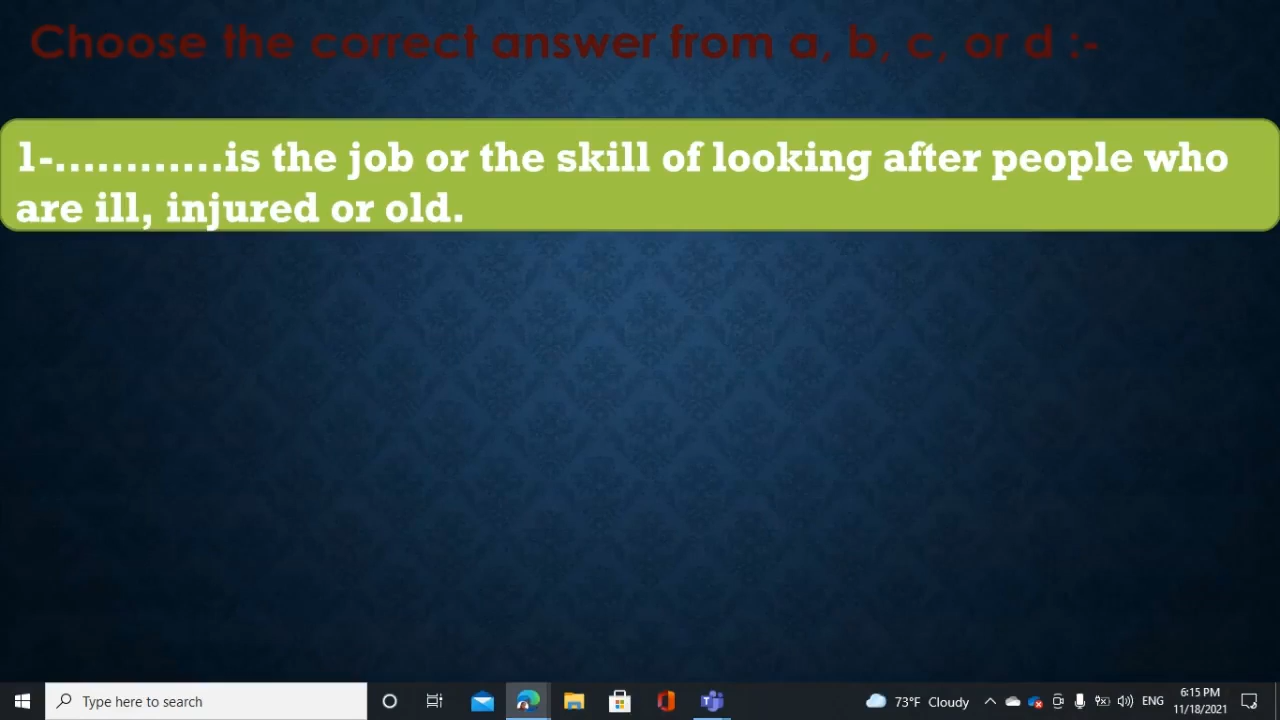 Choose the correct answer from a, b, c, or d :-
1-............is the job or the skill of looking after people who
are ill, injured or old.
Type here to search
73°F Cloudy
ENG
6:15 PM
11/18/2021